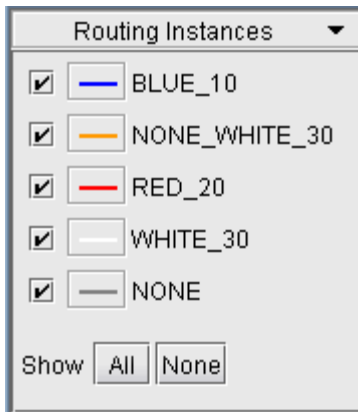 Routing Instances
BLUE_10
NONE_WHITE_30
RED_20
WHITE_30
NONE
Show All None